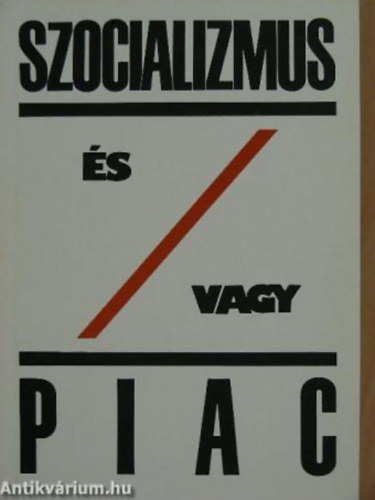 SZOCIALIZMUS
ÉS
VAGY
PIAC
Antikvárium.hu